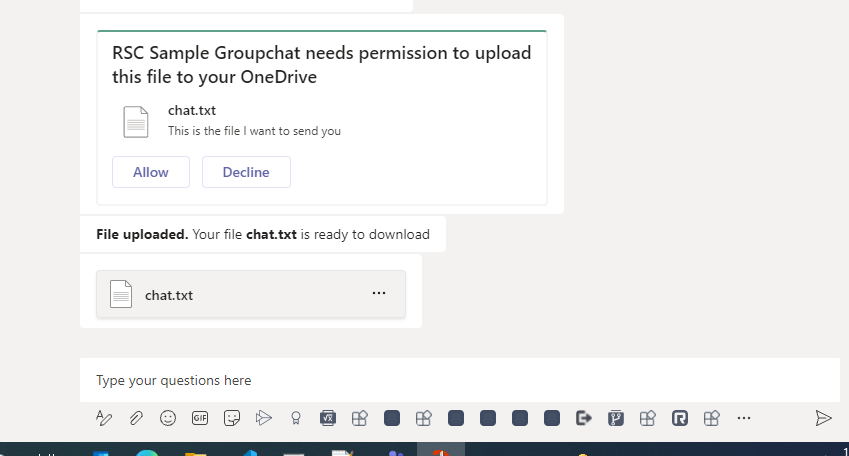 RSC Sample Groupchat needs permission to upload
this file to your OneDrive
chat.txt
This is the file I want to send you
Allow Decline
File uploaded. Your file chat.txt is ready to download
chat.txt
Type your questions here
GIF